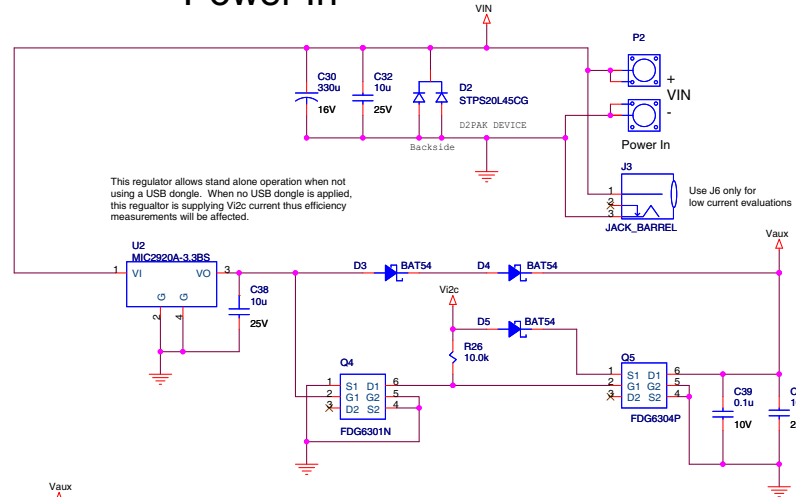 Power In
VIN
P2
C30
330u
16V
C32
10u
25V
D2
STPS20L45CG
+
VIN
-
D2PAK DEVICE
Backside
Power In
J3
1
2
3
JACK_BARREL
Use J6 only for
low current evaluations
This regulator allows stand alone operation when not
using a USB dongle. When no USB dongle is applied,
this regualtor is supplying Vi2c current thus efficiency
measurements will be affected.
Vaux
U2
MIC2920A-3.3BS
1
VI
VO
3
G
G
2
4
C38
10u
25V
D3
BAT54
D4
BAT54
Vi2c
D5
BAT54
R26
10.0k
Q4
1
2
3
S1 D1
G1 G2
D2 S2
6
5
4
FDG6301N
Q5
1
2
3
S1 D1
G1 G2
D2 S2
6
5
4
FDG6304P
C39
0.1u
10V
Vaux